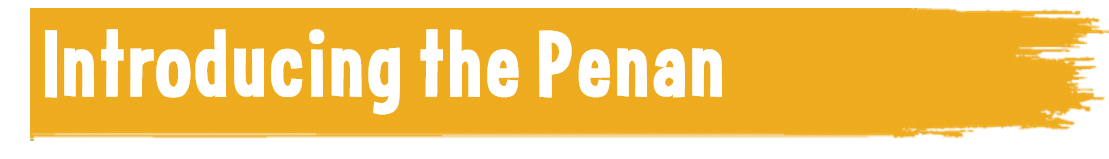 Introducing the Penan